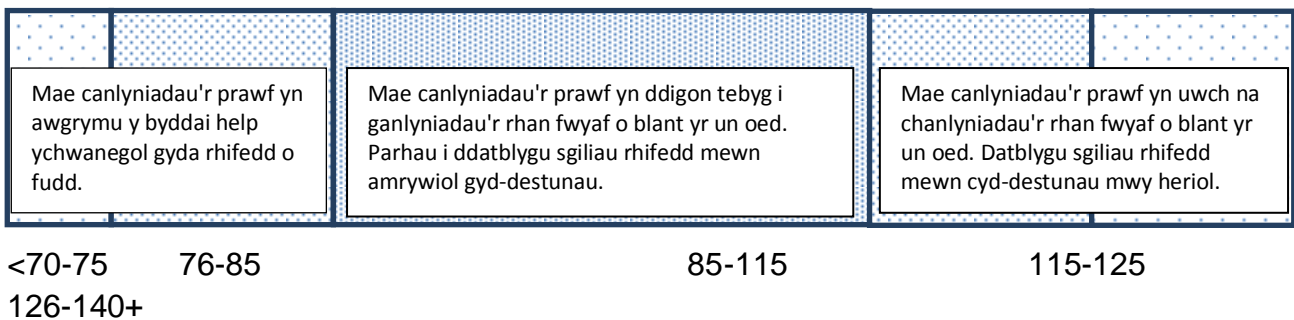 Mae canlyniadau'r prawf yn
awgrymu y byddai help
ychwanegol gyda rhifedd o
fudd.
Mae canlyniadau'r prawf yn ddigon tebyg i
ganlyniadau'r rhan fwyaf o blant yr un oed.
Parhau i ddatblygu sgiliau rhifedd mewn
amrywiol gyd-destunau.
Mae canlyniadau'r prawf yn uwch na
chanlyniadau'r rhan fwyaf o blant yr
un oed. Datblygu sgiliau rhifedd
mewn cyd-destunau mwy heriol.
<70-75 76-85 85-115 115-125
126-140+